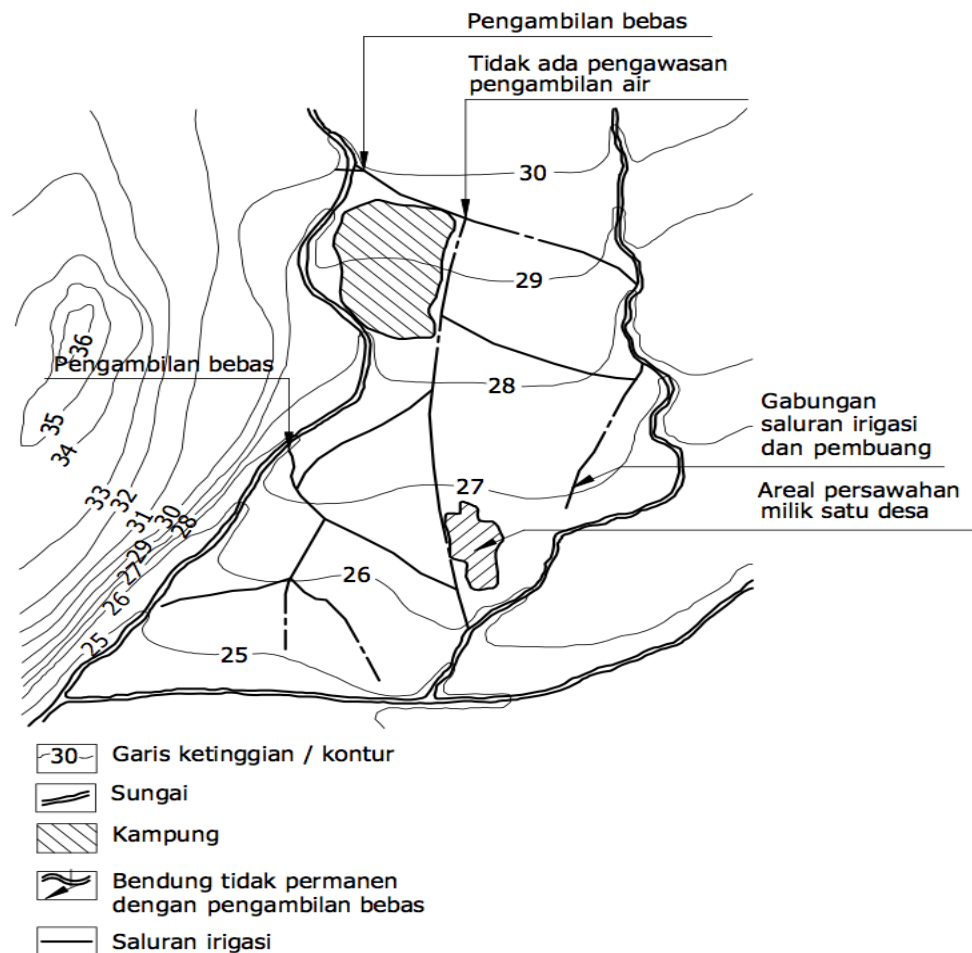 Pengambilan bebas
Tidak ada pengawasan
pengambilan air
30
29
36
Pengambilan bebas
28
Gabungan
saluran irigasi
dan pembuang
35
34
27
Areal persawahan
milik satu desa
33
32
31
30
28
29
27
26
26
25
25
30
Garis ketinggian / kontur
Sungai
Kampung
Bendung tidak permanen
dengan pengambilan bebas
Saluran irigasi